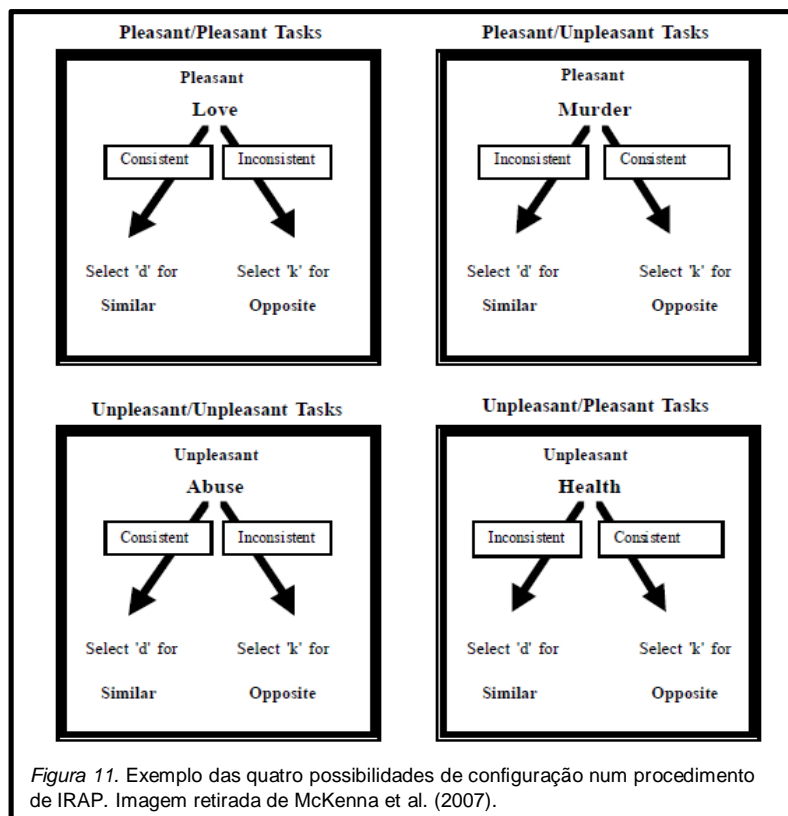 Pleasant/Pleasant Tasks
Pleasant
Love
Consistent Inconsistent
Select 'd' for Select 'k' for
Similar Opposite
Pleasant/Unpleasant Tasks
Pleasant
Murder
Inconsistent Consistent
Select 'd' for Select 'k' for
Similar Opposite
Unpleasant/Unpleasant Tasks
Unpleasant
Abuse
Consistent Inconsistent
Select 'd' for Select 'k' for
Similar Opposite
Unpleasant/Pleasant Tasks
Unpleasant
Health
Inconsistent Consistent
Select 'd' for Select 'k' for
Similar Opposite
Figura 11. Exemplo das quatro possibilidades de configuração num procedimento
de IRAP. Imagem retirada de McKenna et al. (2007).